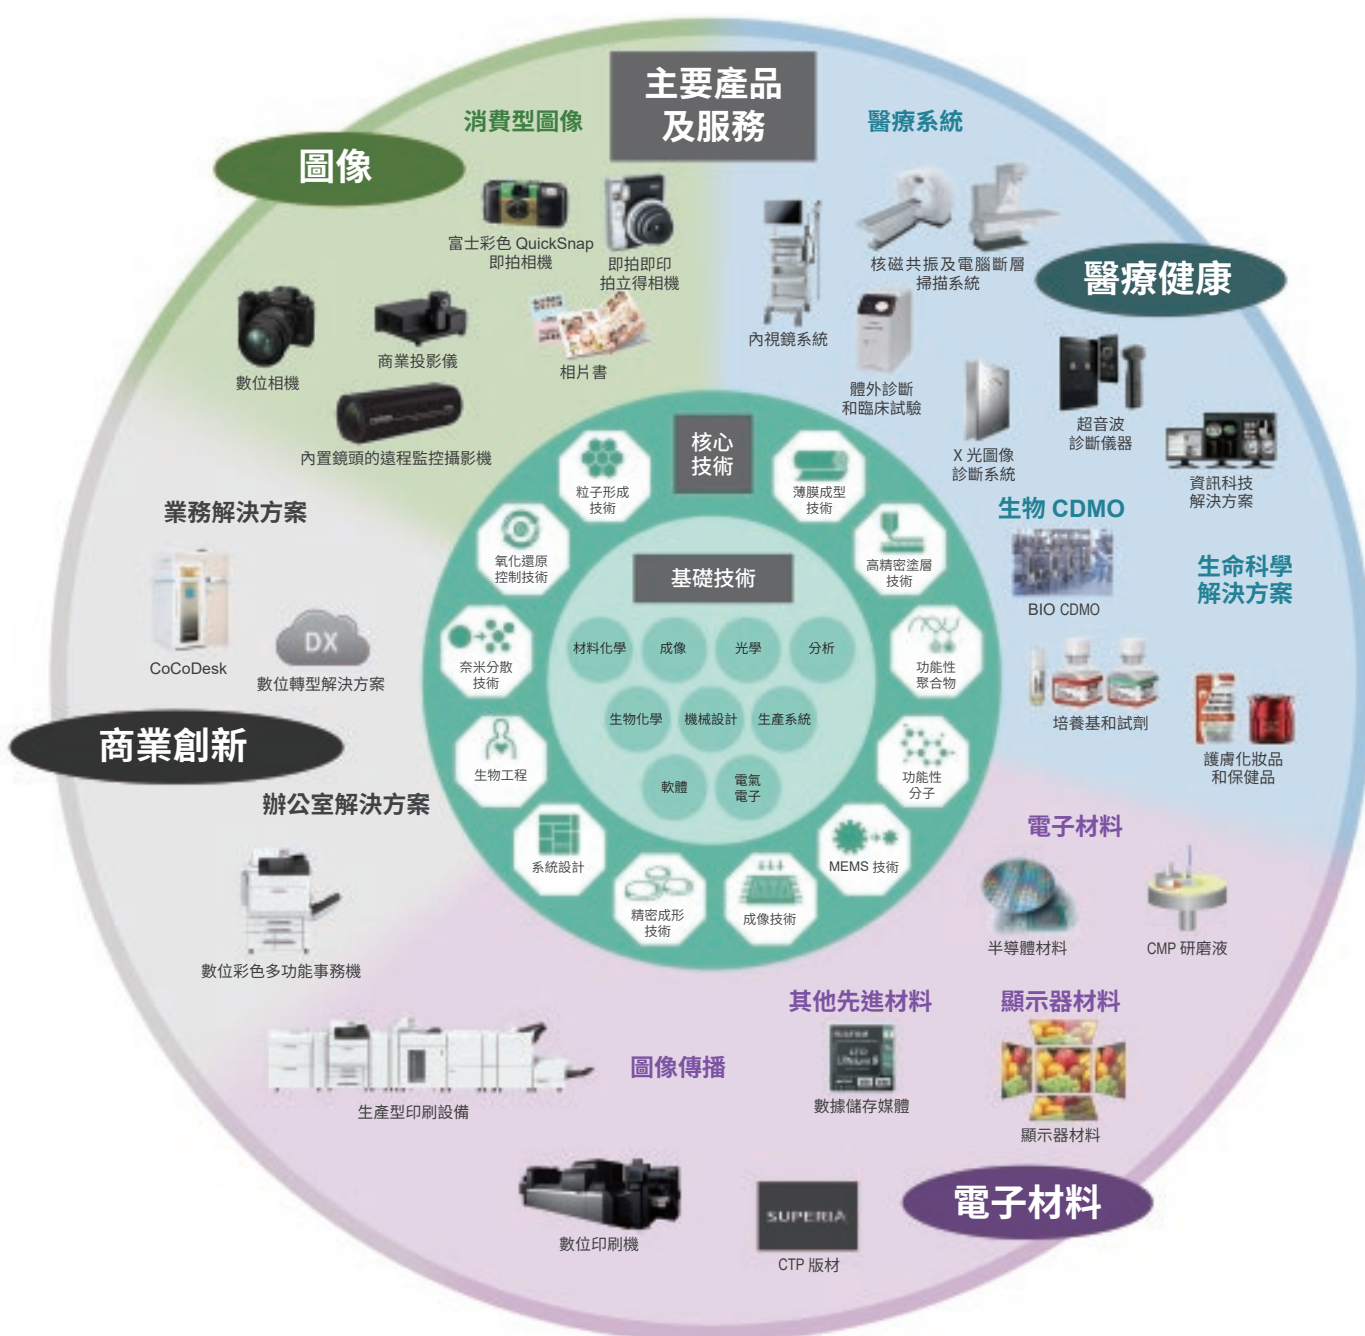 主要產品
及服務
圖像
消費型圖像
富士彩色 QuickSnap
即拍相機
即拍即印
拍立得相機
數位相機
商業投影儀
相片書
內置鏡頭的遠程監控攝影機
醫療系統
醫療健康
內視鏡系統
核磁共振及電腦斷層
掃描系統
體外診斷
和臨床試驗
X 光圖像
診斷系統
超音波
診斷儀器
資訊科技
解決方案
生物 CDMO
BIO CDMO
生命科學
解決方案
培養基和試劑
護膚化妝品
和保健品
業務解決方案
CoCoDesk
DX
數位轉型解決方案
商業創新
辦公室解決方案
數位彩色多功能事務機
核心
技術
粒子形成
技術
薄膜成型
技術
氧化還原
控制技術
高精密塗層
技術
奈米分散
技術
功能性
聚合物
生物工程
功能性
分子
系統設計
MEMS 技術
精密成形
技術
成像技術
基礎技術
材料化學
成像
光學
分析
生物化學
機械設計
生產系統
軟體
電氣
電子
電子材料
半導體材料
CMP 研磨液
其他先進材料
數據儲存媒體
顯示器材料
顯示器材料
圖像傳播
生產型印刷設備
數位印刷機
SUPERIA
CTP 版材
電子材料